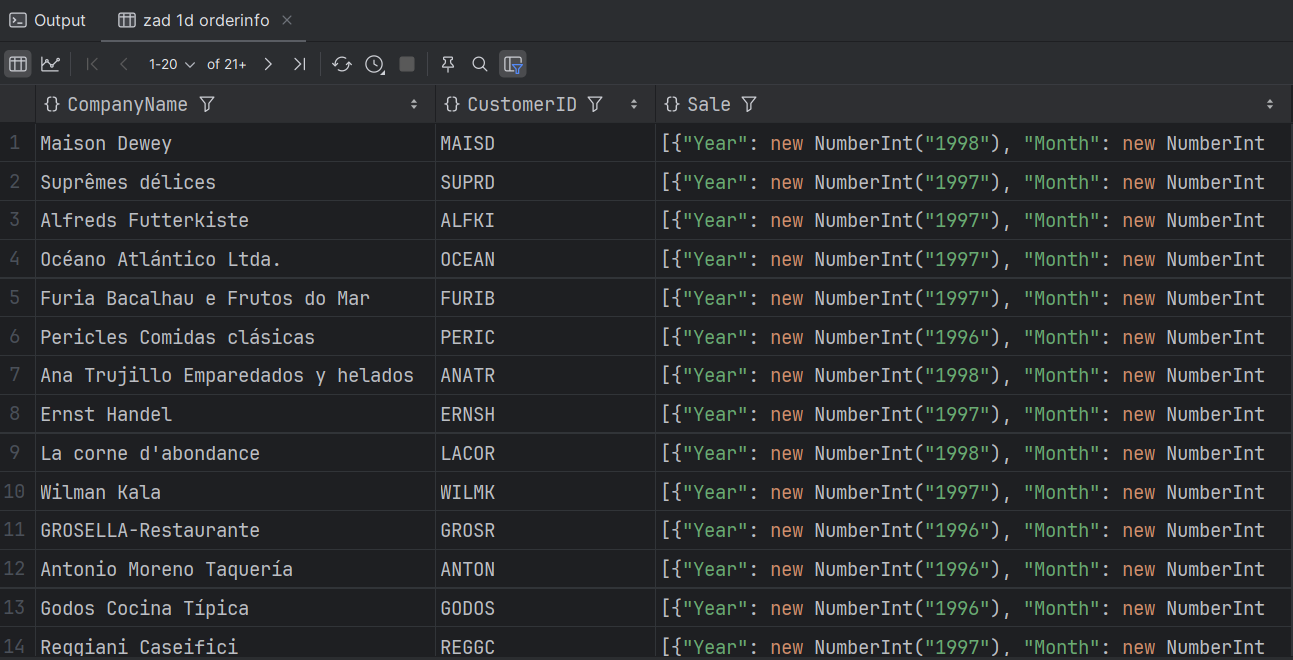 Output zad 1d orderinfo
1-20 of 21+
{} CompanyName {} CustomerID {} Sale
1 Maison Dewey MAISD [{"Year": new NumberInt("1998"), "Month": new NumberInt
2 Suprêmes délices SUPRD [{"Year": new NumberInt("1997"), "Month": new NumberInt
3 Alfreds Futterkiste ALFKI [{"Year": new NumberInt("1997"), "Month": new NumberInt
4 Océano Atlántico Ltda. OCEAN [{"Year": new NumberInt("1997"), "Month": new NumberInt
5 Furia Bacalhau e Frutos do Mar FURIB [{"Year": new NumberInt("1997"), "Month": new NumberInt
6 Pericles Comidas clásicas PERIC [{"Year": new NumberInt("1996"), "Month": new NumberInt
7 Ana Trujillo Emparedados y helados ANATR [{"Year": new NumberInt("1998"), "Month": new NumberInt
8 Ernst Handel ERNSH [{"Year": new NumberInt("1997"), "Month": new NumberInt
9 La corne d'abondance LACOR [{"Year": new NumberInt("1998"), "Month": new NumberInt
10 Wilman Kala WILMK [{"Year": new NumberInt("1997"), "Month": new NumberInt
11 GROSELLA-Restaurante GROSR [{"Year": new NumberInt("1996"), "Month": new NumberInt
12 Antonio Moreno Taquería ANTON [{"Year": new NumberInt("1996"), "Month": new NumberInt
13 Godos Cocina Típica GODOS [{"Year": new NumberInt("1996"), "Month": new NumberInt
14 Reggiani Caseifici REGGC [{"Year": new NumberInt("1997"), "Month": new NumberInt